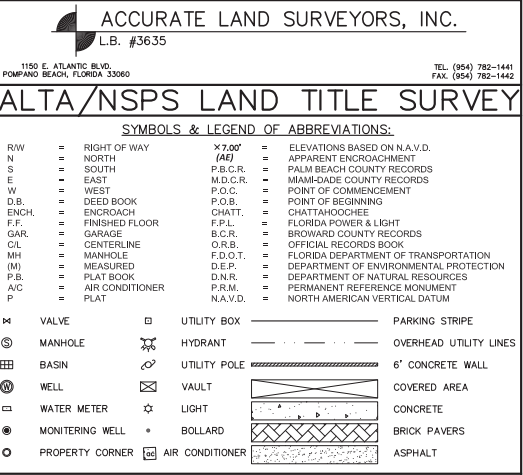 ACCURATE LAND SURVEYORS, INC.
L.B. #3635
1150 E. ATLANTIC BLVD.
POMPANO BEACH, FLORIDA 33060
TEL. (954) 782-1441
FAX. (954) 782-1442
ALTA/NSPS LAND TITLE SURVEY
SYMBOLS & LEGEND OF ABBREVIATIONS:
R/W = RIGHT OF WAY ×7.00' = ELEVATIONS BASED ON N.A.V.D.
N = NORTH (AE) = APPARENT ENCROACHMENT
S = SOUTH P.B.C.R. = PALM BEACH COUNTY RECORDS
E = EAST M.D.C.R. = MIAMI-DADE COUNTY RECORDS
W = WEST P.O.C. = POINT OF COMMENCEMENT
D.B. = DEED BOOK P.O.B. = POINT OF BEGINNING
ENCH. = ENCROACH CHATT. = CHATTAHOOCHEE
F.F. = FINISHED FLOOR F.P.L. = FLORIDA POWER & LIGHT
GAR. = GARAGE B.C.R. = BROWARD COUNTY RECORDS
C/L = CENTERLINE O.R.B. = OFFICIAL RECORDS BOOK
MH = MANHOLE F.D.O.T. = FLORIDA DEPARTMENT OF TRANSPORTATION
(M) = MEASURED D.E.P. = DEPARTMENT OF ENVIRONMENTAL PROTECTION
P.B. = PLAT BOOK D.N.R. = DEPARTMENT OF NATURAL RESOURCES
A/C = AIR CONDITIONER P.R.M. = PERMANENT REFERENCE MONUMENT
P = PLAT N.A.V.D. = NORTH AMERICAN VERTICAL DATUM
VALVE UTILITY BOX PARKING STRIPE
S MANHOLE HYDRANT OVERHEAD UTILITY LINES
BASIN UTILITY POLE 6' CONCRETE WALL
W WELL VAULT COVERED AREA
WATER METER LIGHT CONCRETE
MONITERING WELL BOLLARD BRICK PAVERS
PROPERTY CORNER ac AIR CONDITIONER ASPHALT